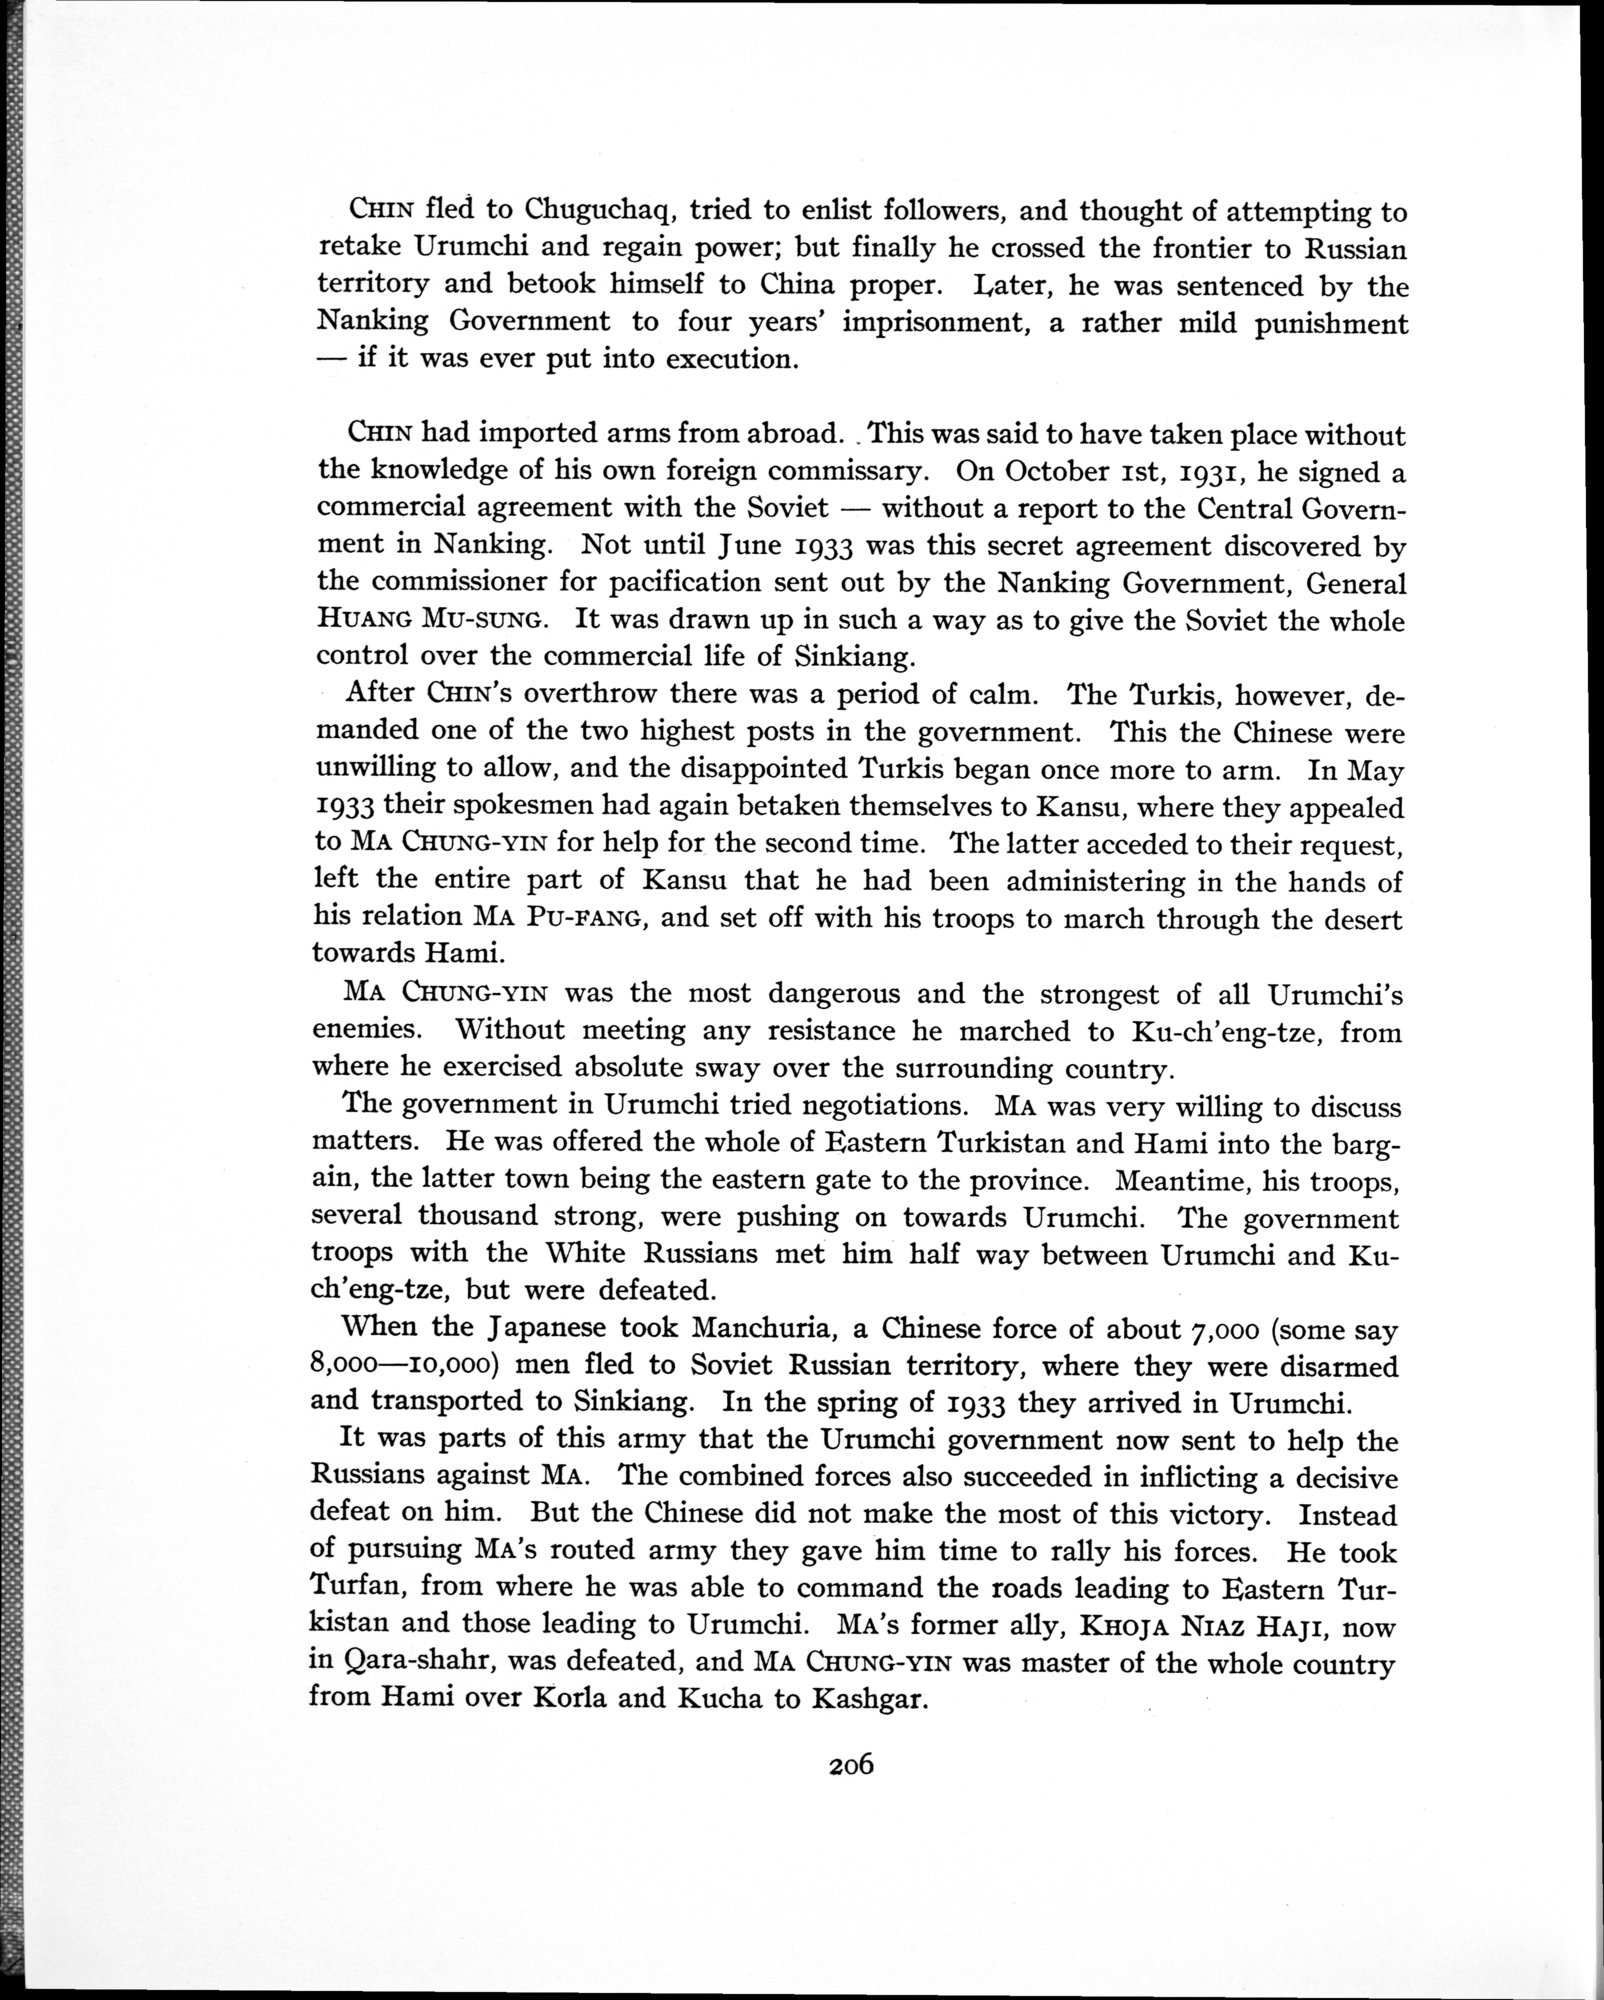 CHIN fled to Chuguchaq, tried to enlist followers, and thought of attempting to
retake Urumchi and regain power; but finally he crossed the frontier to Russian
territory and betook himself to China proper. Later, he was sentenced by the
Nanking Government to four years' imprisonment, a rather mild punishment
— if it was ever put into execution.
CHIN had imported arms from abroad. This was said to have taken place without
the knowledge of his own foreign commissary. On October 1st, 1931, he signed a
commercial agreement with the Soviet — without a report to the Central Govern-
ment in Nanking. Not until June 1933 was this secret agreement discovered by
the commissioner for pacification sent out by the Nanking Government, General
HUANG MU-SUNG. It was drawn up in such a way as to give the Soviet the whole
control over the commercial life of Sinkiang.
After CHIN's overthrow there was a period of calm. The Turkis, however, de-
manded one of the two highest posts in the government. This the Chinese were
unwilling to allow, and the disappointed Turkis began once more to arm. In May
1933 their spokesmen had again betaken themselves to Kansu, where they appealed
to MA CHUNG-YIN for help for the second time. The latter acceded to their request,
left the entire part of Kansu that he had been administering in the hands of
his relation MA PU-FANG, and set off with his troops to march through the desert
towards Hami.
MA CHUNG-YIN was the most dangerous and the strongest of all Urumchi's
enemies. Without meeting any resistance he marched to Ku-ch'eng-tze, from
where he exercised absolute sway over the surrounding country.
The government in Urumchi tried negotiations. MA was very willing to discuss
matters. He was offered the whole of Eastern Turkistan and Hami into the barg-
ain, the latter town being the eastern gate to the province. Meantime, his troops,
several thousand strong, were pushing on towards Urumchi. The government
troops with the White Russians met him half way between Urumchi and Ku-
ch'eng-tze, but were defeated.
When the Japanese took Manchuria, a Chinese force of about 7,000 (some say
8,000—10,000) men fled to Soviet Russian territory, where they were disarmed
and transported to Sinkiang. In the spring of 1933 they arrived in Urumchi.
It was parts of this army that the Urumchi government now sent to help the
Russians against MA. The combined forces also succeeded in inflicting a decisive
defeat on him. But the Chinese did not make the most of this victory. Instead
of pursuing MA's routed army they gave him time to rally his forces. He took
Turfan, from where he was able to command the roads leading to Eastern Tur-
kistan and those leading to Urumchi. MA's former ally, KHOJA NIAZ HAJI, now
in Qara-shahr, was defeated, and MA CHUNG-YIN was master of the whole country
from Hami over Korla and Kucha to Kashgar.
206